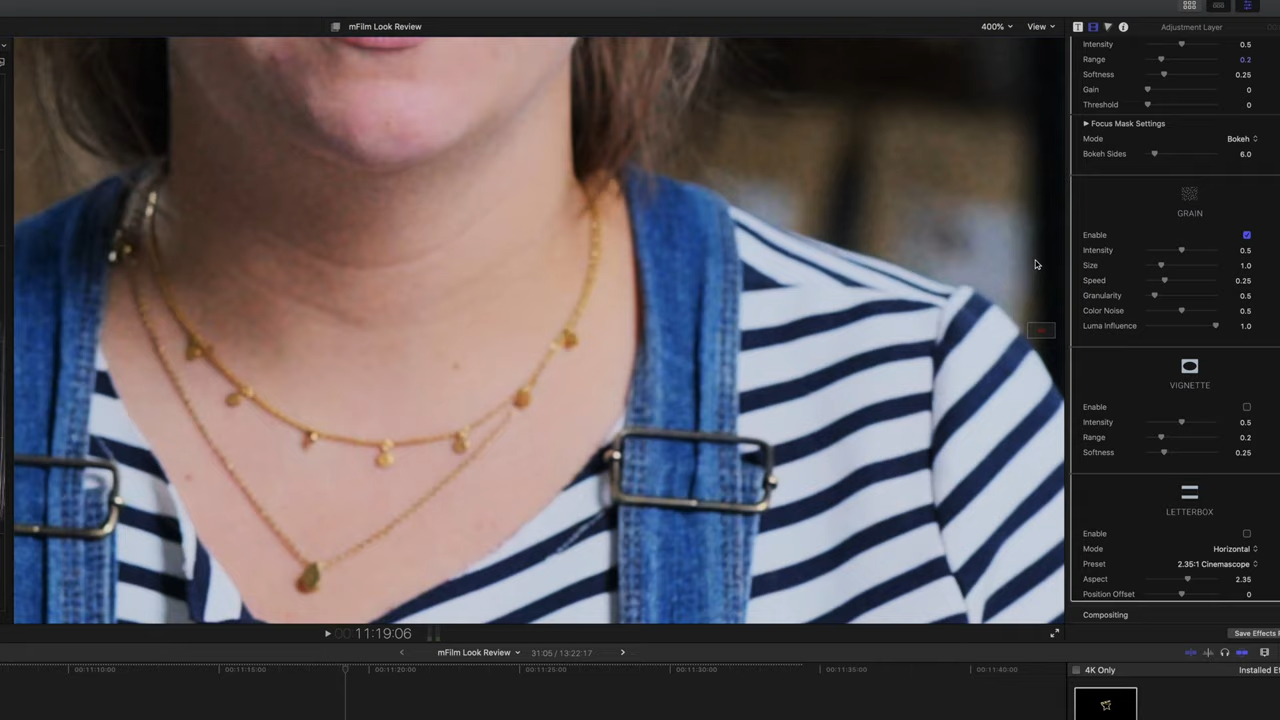 mFilm Look Review
400%
View
Adjustment Layer
Intensity 0.5
Range 0.2
Softness 0.25
Gain 0
Threshold 0
Focus Mask Settings
Mode Bokeh
Bokeh Sides 6.0
GRAIN
Enable
Intensity 0.5
Size 1.0
Speed 0.25
Granularity 0.5
Color Noise 0.5
Luma Influence 1.0
VIGNETTE
Enable
Intensity 0.5
Range 0.2
Softness 0.25
LETTERBOX
Enable
Mode Horizontal
Preset 2.35:1 Cinemascope
Aspect 2.35
Position Offset 0
Compositing
00:11:19:06
Save Effects P
mFilm Look Review 31:05 / 13:22:17
00:11:10:00 00:11:15:00 00:11:20:00 00:11:25:00 00:11:30:00 00:11:35:00 00:11:40:00
4K Only
Installed Ef